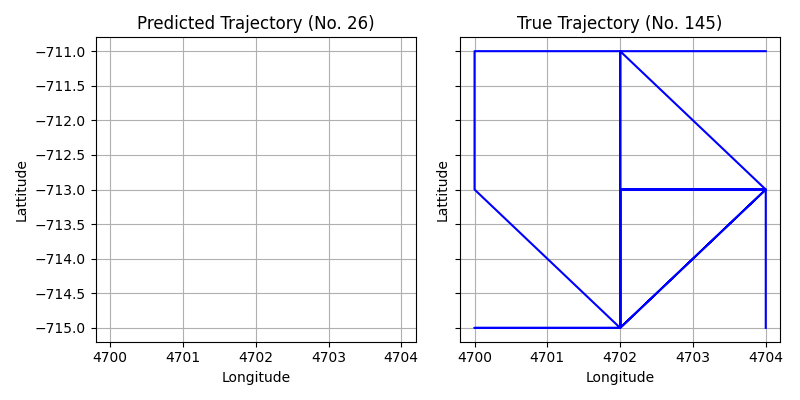 Predicted Trajectory (No. 26)
True Trajectory (No. 145)
−711.0
−711.5
−712.0
−712.5
−713.0
−713.5
−714.0
−714.5
−715.0
Lattitude
Lattitude
4700 4701 4702 4703 4704
4700 4701 4702 4703 4704
Longitude
Longitude